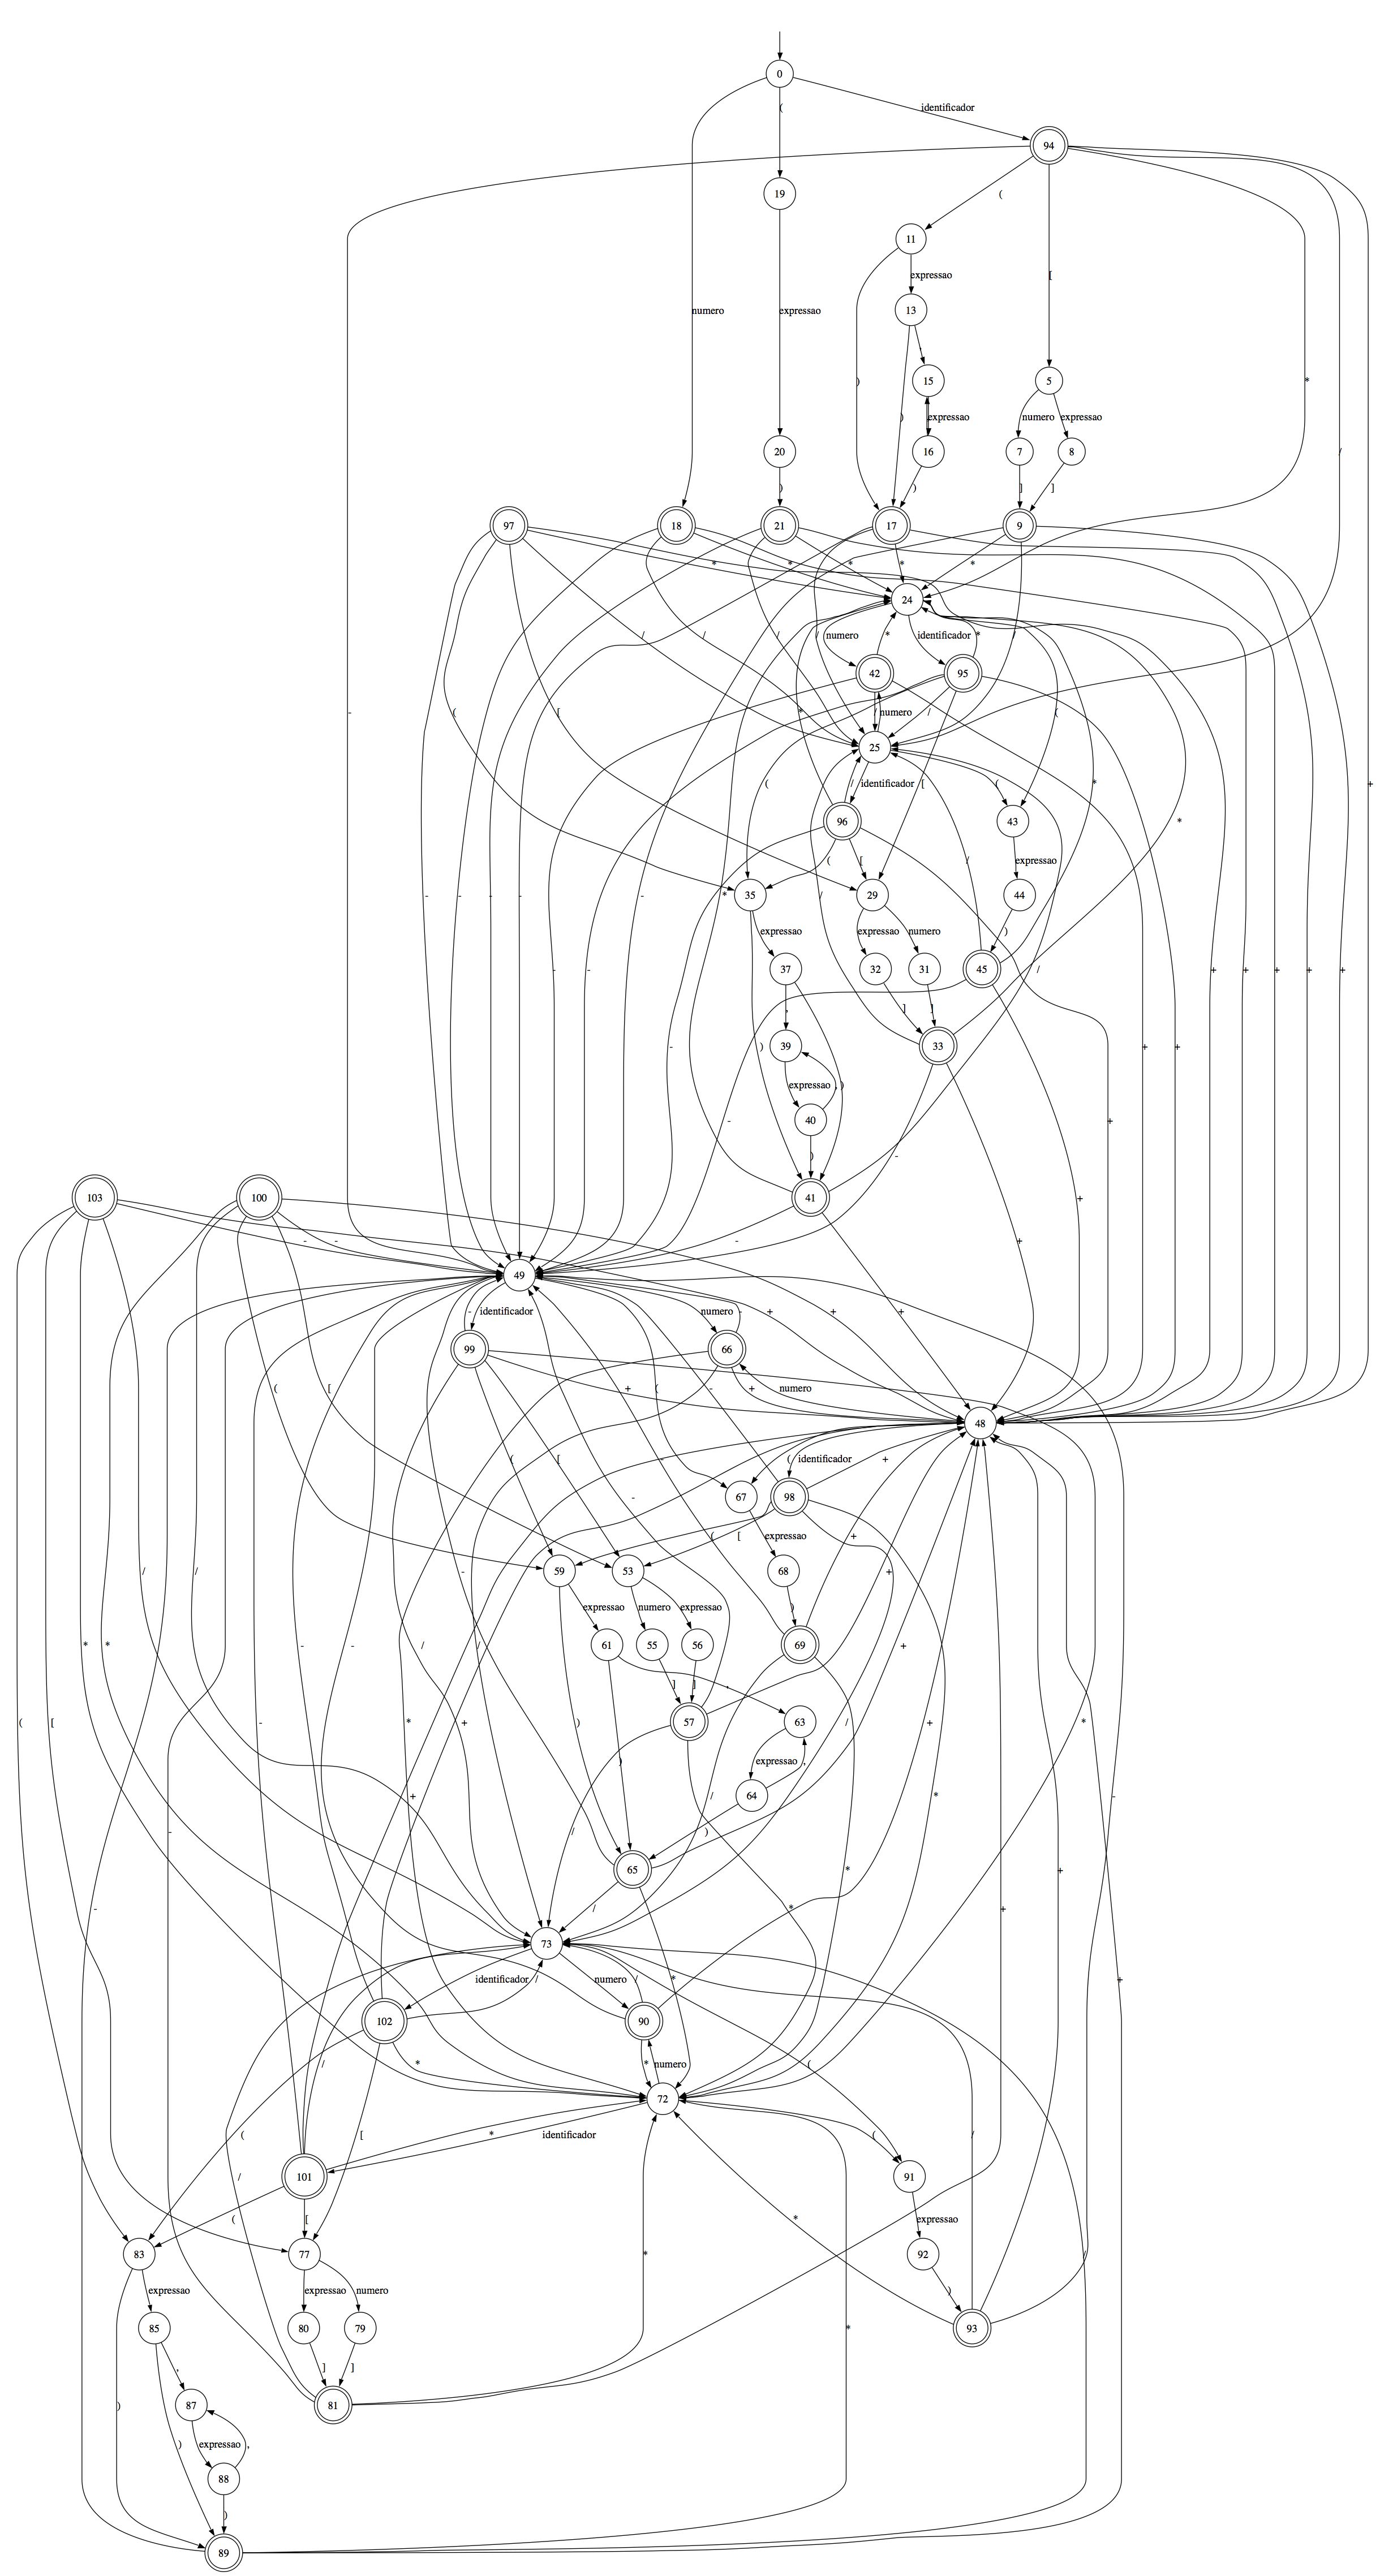 0
( identificador
94
19 (
11
expressao [
13
numero expressao ) *
15 5
) expressao numero expressao /
20 7 8
) ) ] ]
97 18 21 17 9
* * * * *
24
/ / / / numero identificador * /
42 95
- ( [ * / numero / (
25
- - - - - - - ( / identificador [ ( * +
96 43
( [ / expressao *
35 29 44
* / expressao expressao numero )
37 32 31 45
- , ] ] / + + + + + + +
) 39 33
expressao , )
40
- ) - +
103 100 41
- - - + +
49
- identificador numero - + + +
99 66
+ ( - + numero
48
( [ ( [ - - ( identificador +
67 98
( [ expressao +
59 53 68
/ / - expressao numero expressao ) +
61 55 56 69
* * - - / / ) ] ] , +
57 63
( [ - * + ) expressao , / + *
64
- + / / ) / * +
65
- / * * * + +
73
identificador / numero /
102 90
/ * * numero (
72
( [ * identificador (
101 91
/ ( [ expressao +
83 77 92
expressao expressao numero * * )
85 80 79 93
, ] ] *
87 81
) ) expressao ,
88
)
89